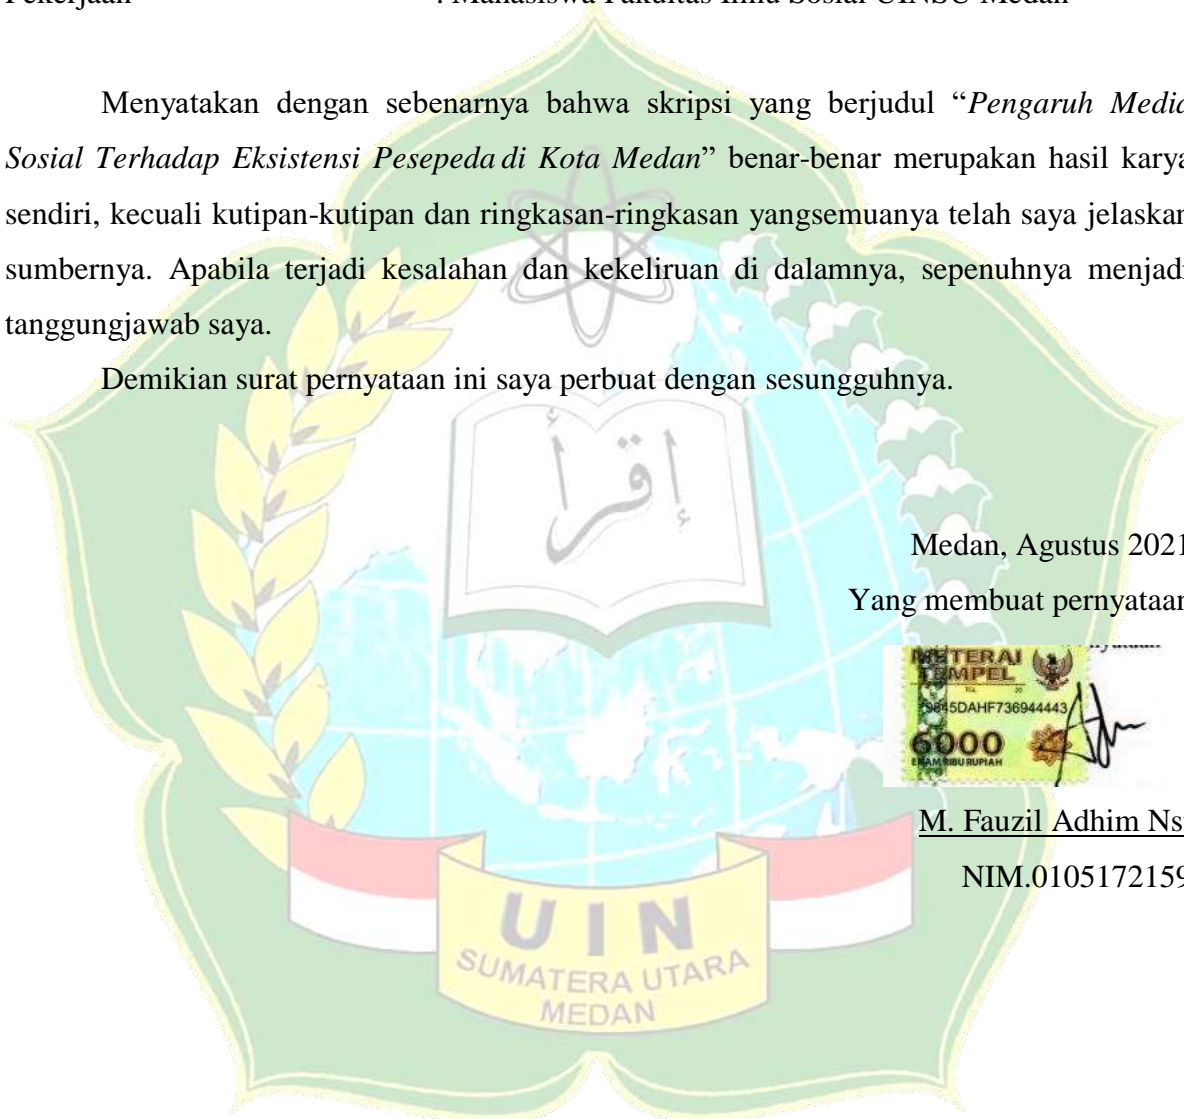 Pekerjaan : Mahasiswa Fakultas Ilmu Sosial UINSU Medan
Menyatakan dengan sebenarnya bahwa skripsi yang berjudul “Pengaruh Media
Sosial Terhadap Eksistensi Pesepeda di Kota Medan” benar-benar merupakan hasil karya
sendiri, kecuali kutipan-kutipan dan ringkasan-ringkasan yangsemuanya telah saya jelaskan
sumbernya. Apabila terjadi kesalahan dan kekeliruan di dalamnya, sepenuhnya menjadi
tanggungjawab saya.
Demikian surat pernyataan ini saya perbuat dengan sesungguhnya.
إقرأ
Medan, Agustus 2021
Yang membuat pernyataan
METERAI
TEMPEL
TGL 20
DAHF736944443
6000
ENAM RIBU RUPIAH
M. Fauzil Adhim Nst
NIM.0105172159
UIN
SUMATERA UTARA
MEDAN